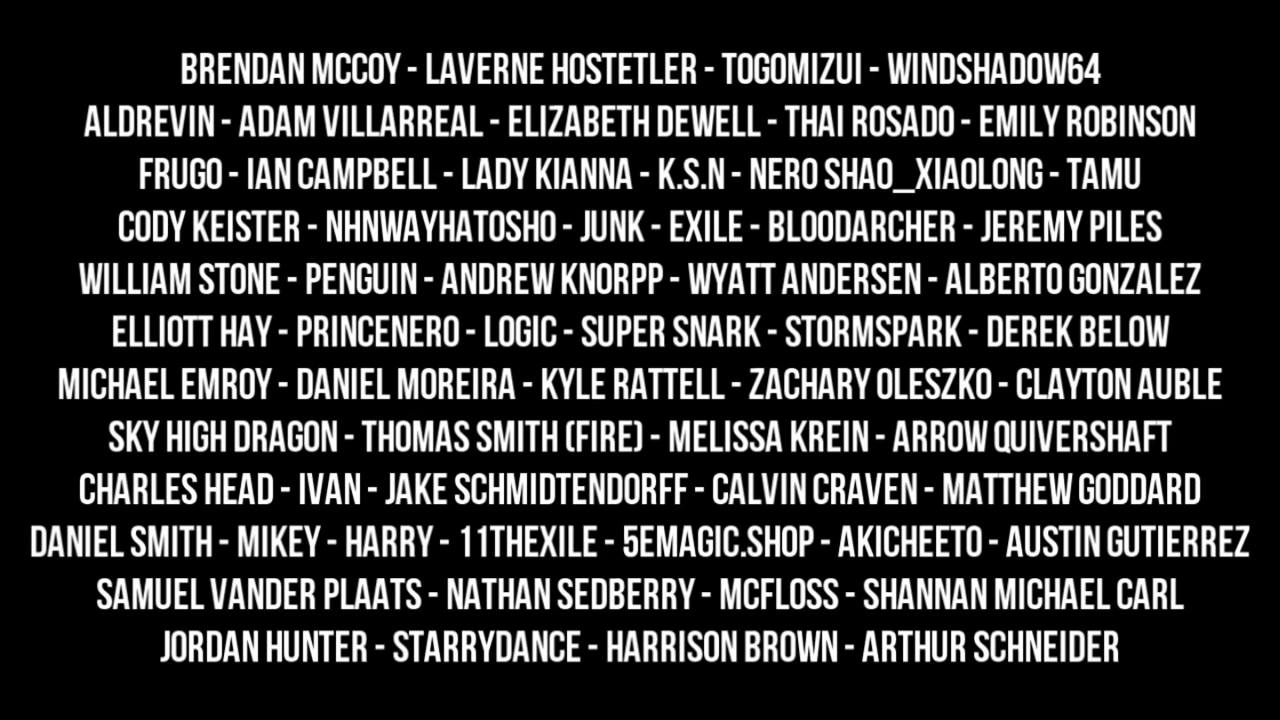 BRENDAN MCCOY - LAVERNE HOSTETLER - TOGOMIZUI - WINDSHADOW64
ALDREVIN - ADAM VILLARREAL - ELIZABETH DEWELL - THAI ROSADO - EMILY ROBINSON
FRUGO - IAN CAMPBELL - LADY KIANNA - K.S.N - NERO SHAO_XIAOLONG - TAMU
CODY KEISTER - NHNWAYHATOSHO - JUNK - EXILE - BLOODARCHER - JEREMY PILES
WILLIAM STONE - PENGUIN - ANDREW KNORPP - WYATT ANDERSEN - ALBERTO GONZALEZ
ELLIOTT HAY - PRINCENERO - LOGIC - SUPER SNARK - STORMSPARK - DEREK BELOW
MICHAEL EMROY - DANIEL MOREIRA - KYLE RATTELL - ZACHARY OLESZKO - CLAYTON AUBLE
SKY HIGH DRAGON - THOMAS SMITH (FIRE) - MELISSA KREIN - ARROW QUIVERSHAFT
CHARLES HEAD - IVAN - JAKE SCHMIDTENDORFF - CALVIN CRAVEN - MATTHEW GODDARD
DANIEL SMITH - MIKEY - HARRY - 11THEXILE - 5EMAGIC.SHOP - AKICHEETO - AUSTIN GUTIERREZ
SAMUEL VANDER PLAATS - NATHAN SEDBERRY - MCFLOSS - SHANNAN MICHAEL CARL
JORDAN HUNTER - STARRYDANCE - HARRISON BROWN - ARTHUR SCHNEIDER